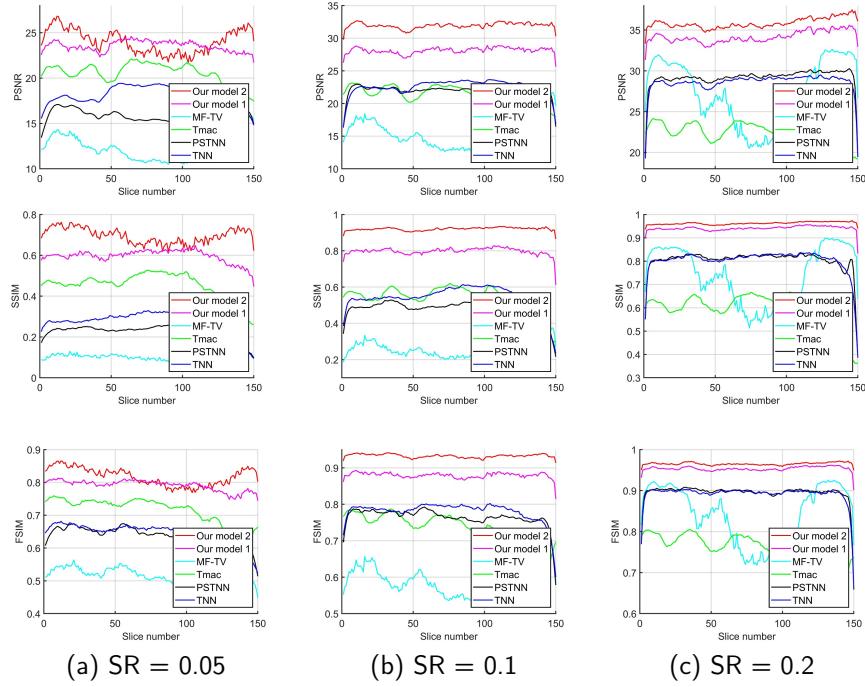 25
20
15
10
PSNR
0
50
100
150
Slice number
Our model 2
Our model 1
MF-TV
Tmac
PSTNN
TNN
35
30
25
20
15
10
PSNR
0
50
100
150
Slice number
Our model 2
Our model 1
MF-TV
Tmac
PSTNN
TNN
35
30
25
20
PSNR
0
50
100
150
Slice number
Our model 2
Our model 1
MF-TV
Tmac
PSTNN
TNN
0.8
0.6
0.4
0.2
0
SSIM
0
50
100
150
Slice number
Our model 2
Our model 1
MF-TV
Tmac
PSTNN
TNN
1
0.8
0.6
0.4
0.2
SSIM
0
50
100
150
Slice number
Our model 2
Our model 1
MF-TV
Tmac
PSTNN
TNN
1
0.9
0.8
0.7
0.6
0.5
0.4
0.3
SSIM
0
50
100
150
Slice number
Our model 2
Our model 1
MF-TV
Tmac
PSTNN
TNN
0.9
0.8
0.7
0.6
0.5
0.4
FSIM
0
50
100
150
Slice number
Our model 2
Our model 1
MF-TV
Tmac
PSTNN
TNN
0.9
0.8
0.7
0.6
0.5
FSIM
0
50
100
150
Slice number
Our model 2
Our model 1
MF-TV
Tmac
PSTNN
TNN
1
0.9
0.8
0.7
0.6
FSIM
0
50
100
150
Slice number
Our model 2
Our model 1
MF-TV
Tmac
PSTNN
TNN
(a) SR = 0.05
(b) SR = 0.1
(c) SR = 0.2